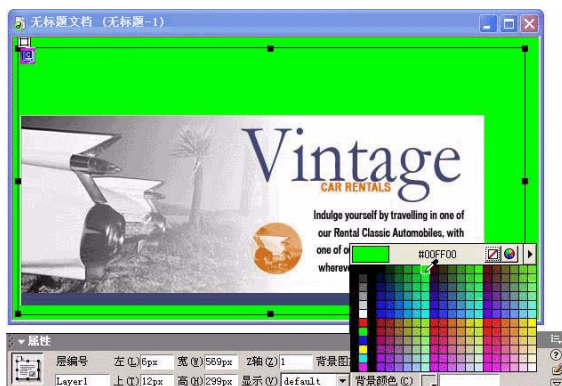 无标题文档 (无标题-1)
Vintage
CAR RENTALS
Indulge yourself by travelling in one of
our Rental Classic Automobiles, with
one of o
wherev
#00FF00
属性
层编号 左(L) 6px 宽(W) 569px Z轴(Z) 1 背景图
Layer1 上(T) 12px 高(H) 299px 显示(V) default 背景颜色(C)